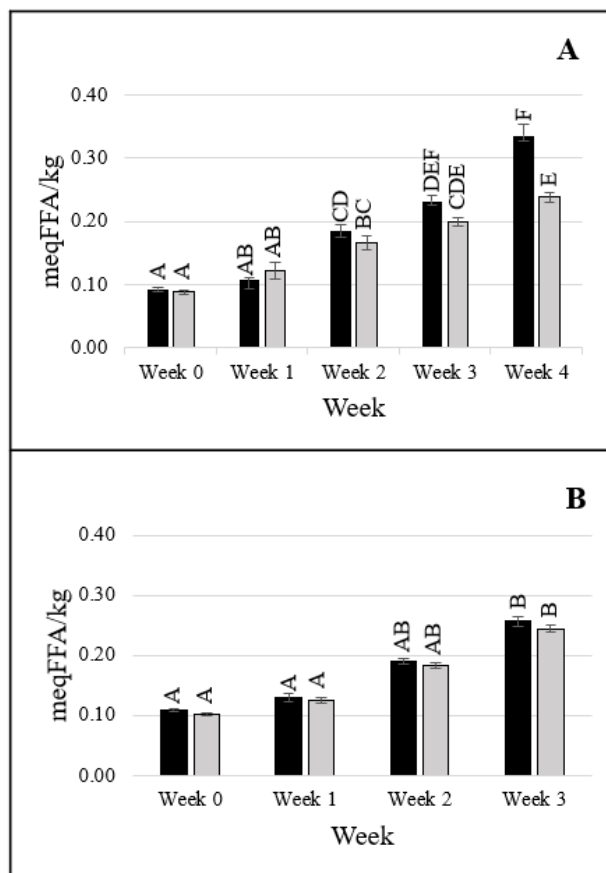 A
0.40
0.30
0.20
0.10
0.00
meqFFA/kg
A A AB AB CD BC DEF CDE F E
Week 0 Week 1 Week 2 Week 3 Week 4
Week
B
0.40
0.30
0.20
0.10
0.00
meqFFA/kg
A A A A AB AB B B
Week 0 Week 1 Week 2 Week 3
Week